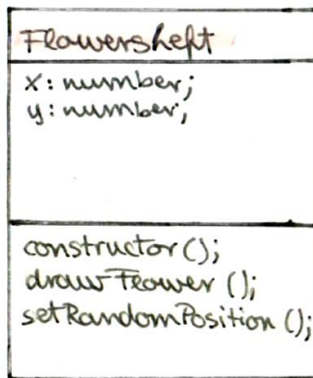 Flowersheft
x: number;
y: number;
constructor();
drawFlower();
setRandomPosition();